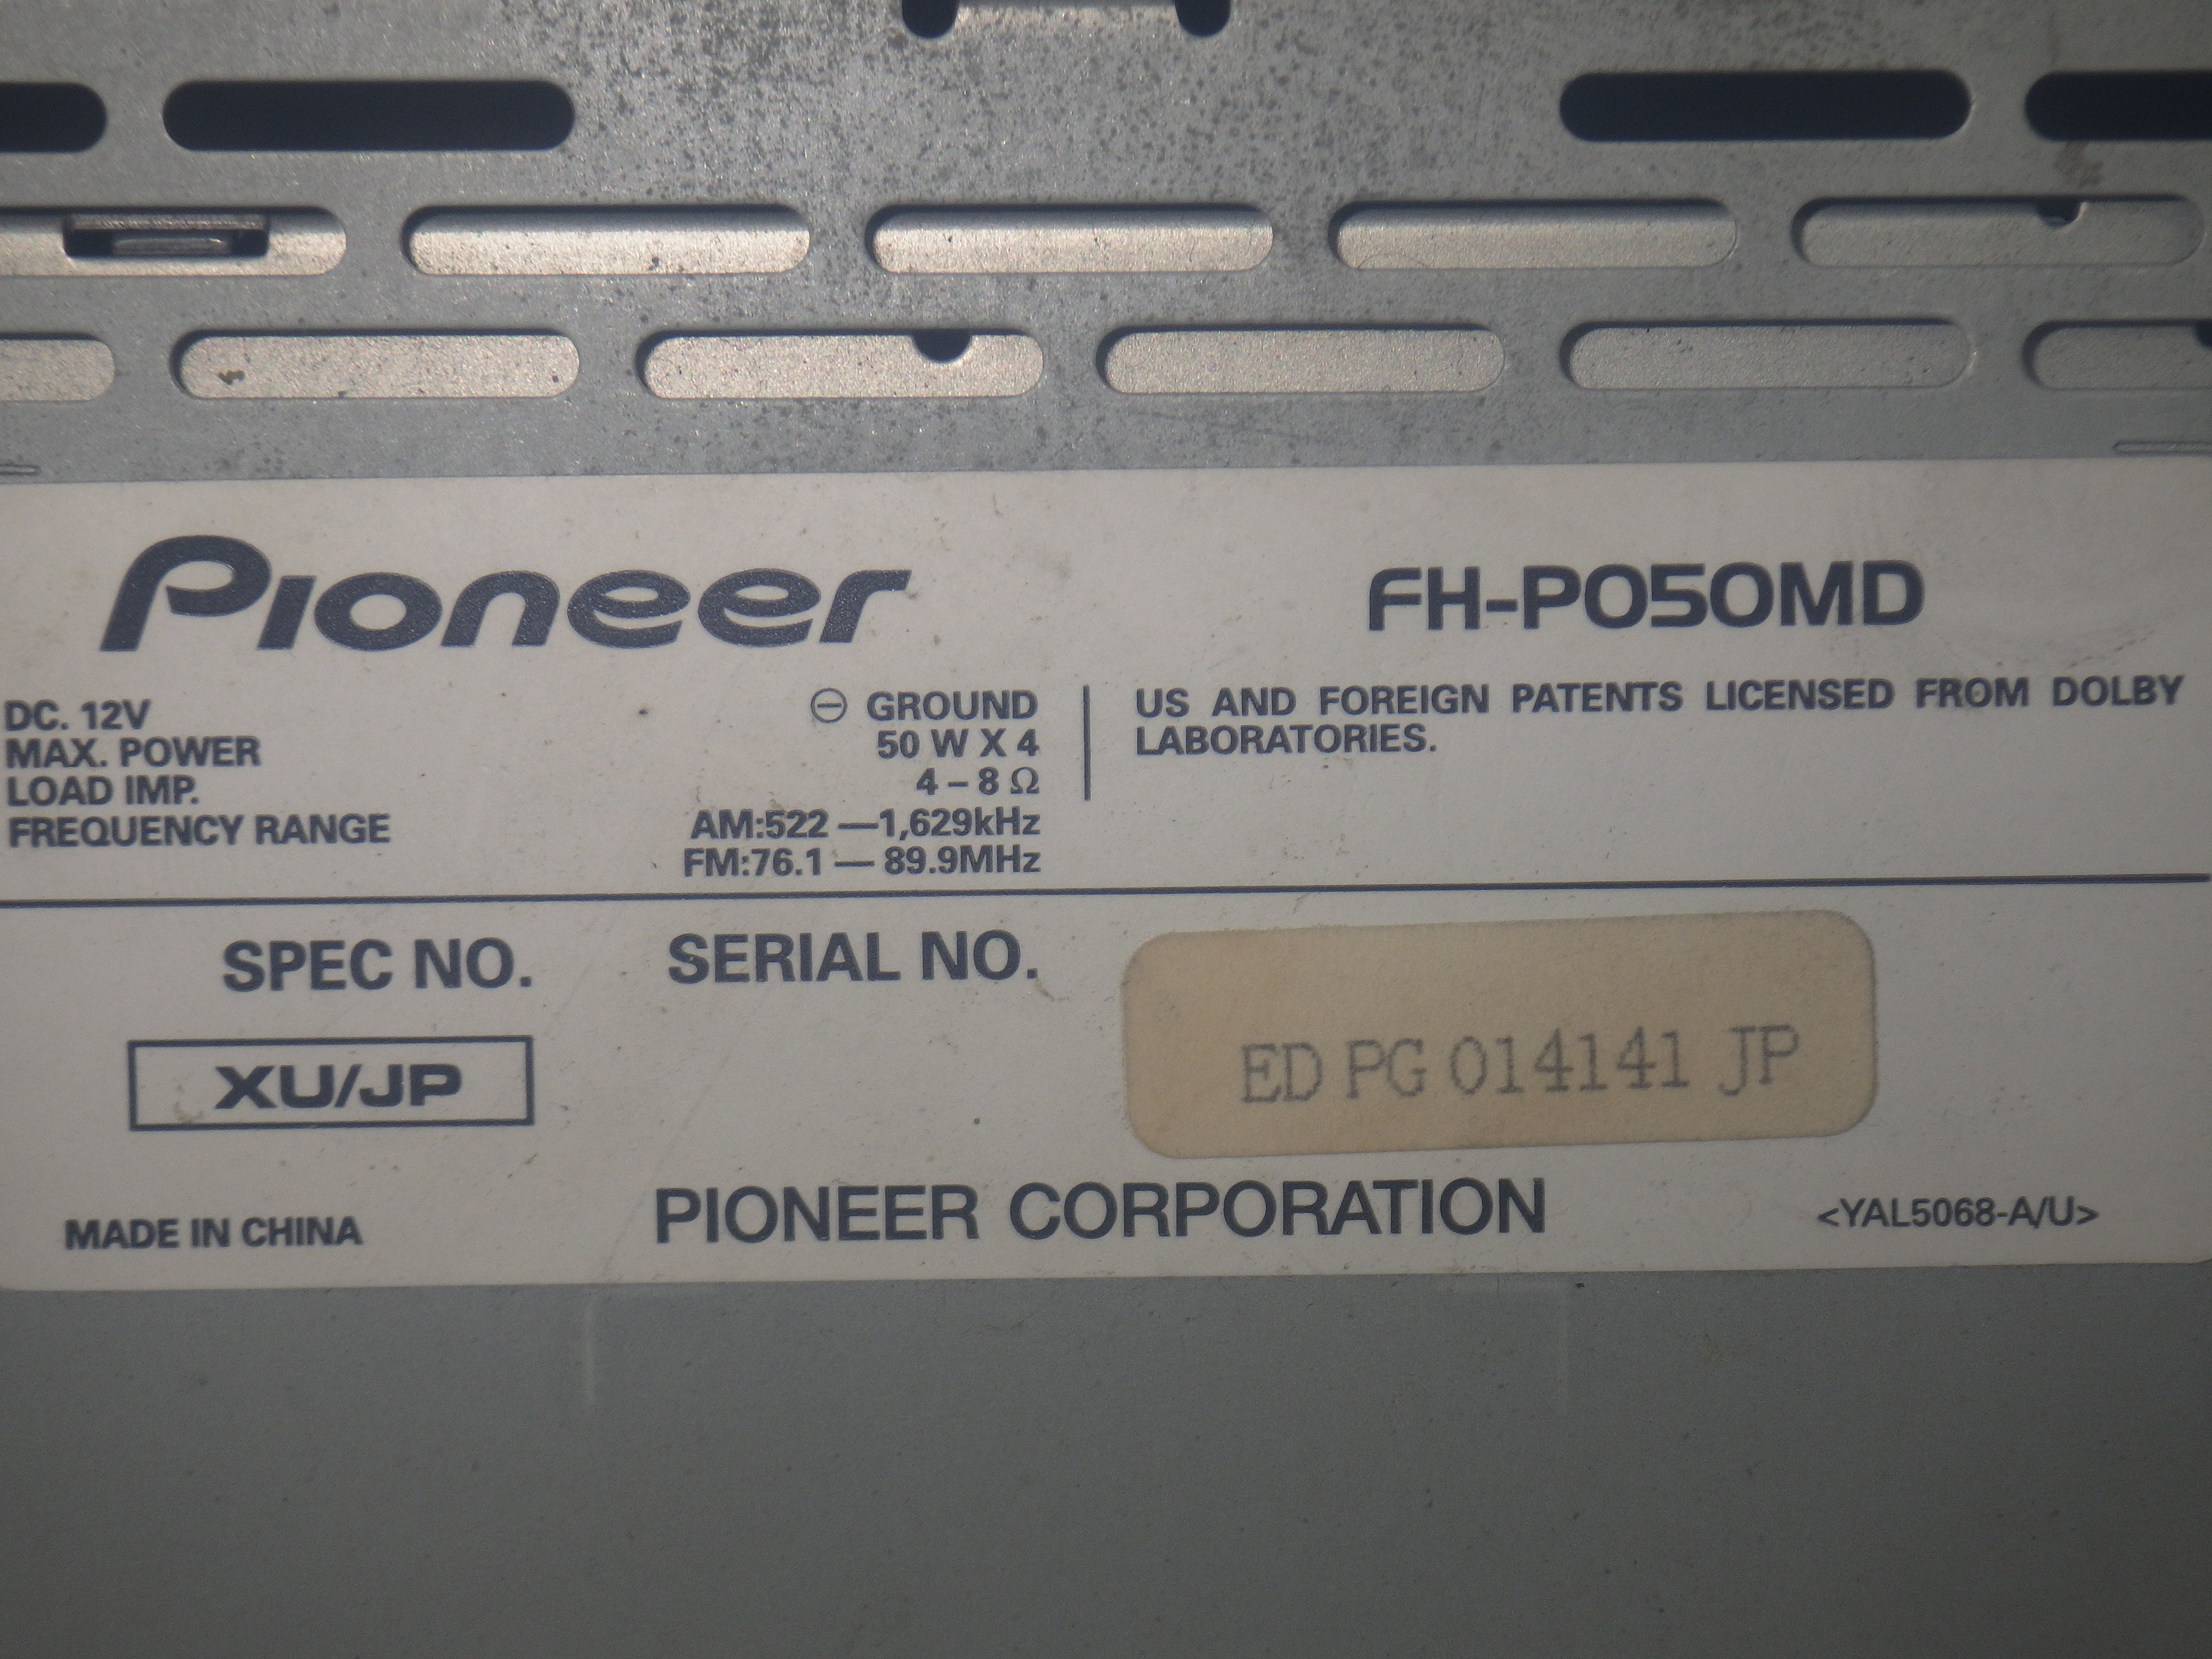 Pioneer FH-P050MD
DC. 12V ⊖ GROUND
MAX. POWER 50 W X 4
LOAD IMP. 4 – 8 Ω
FREQUENCY RANGE AM:522 —1,629kHz
FM:76.1 — 89.9MHz
US AND FOREIGN PATENTS LICENSED FROM DOLBY
LABORATORIES.
SPEC NO. SERIAL NO.
XU/JP ED PG 014141 JP
MADE IN CHINA PIONEER CORPORATION <YAL5068-A/U>